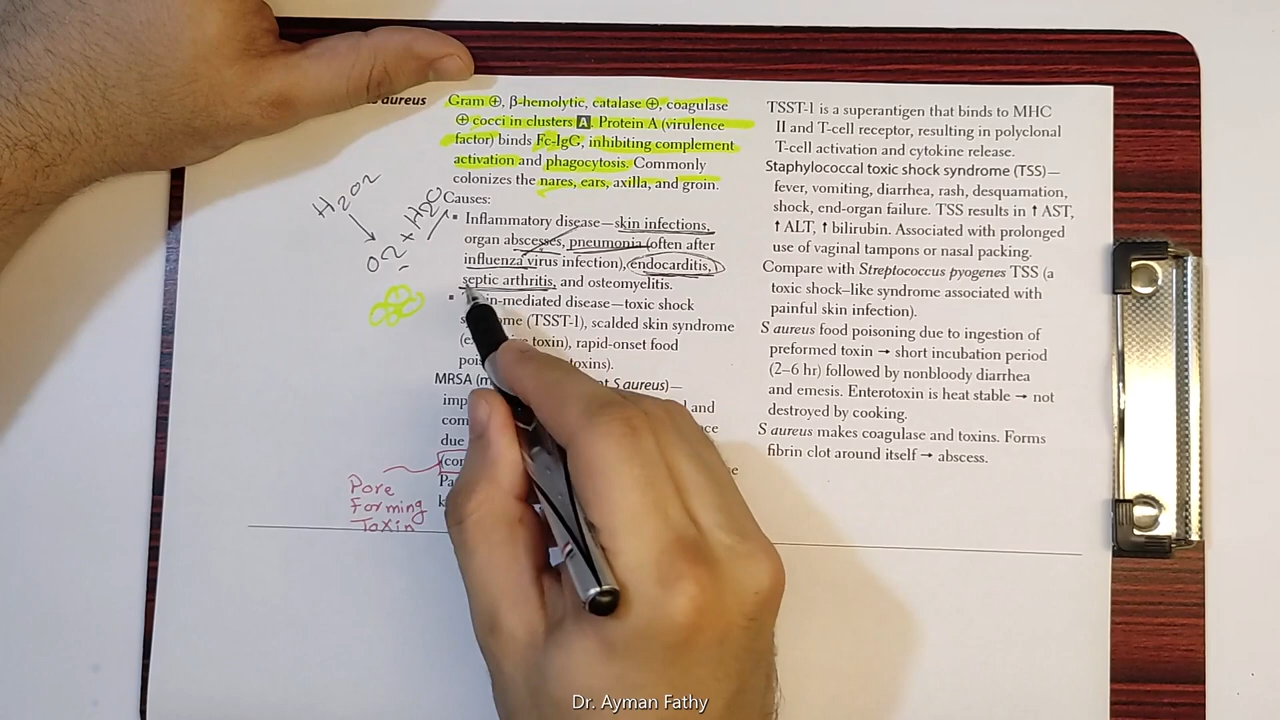 aureus
Gram ⊕, β-hemolytic, catalase ⊕, coagulase
⊕ cocci in clusters A. Protein A (virulence
factor) binds Fc-IgG, inhibiting complement
activation and phagocytosis. Commonly
colonizes the nares, ears, axilla, and groin.
Causes:
▪ Inflammatory disease—skin infections,
organ abscesses, pneumonia (often after
influenza virus infection), endocarditis,
septic arthritis, and osteomyelitis.
▪ mediated disease—toxic shock
(TSST-1), scalded skin syndrome
toxin), rapid-onset food
MRSA S aureus)—
and
due
H2O2
O2 + H2O
Pore
Forming
Toxin
TSST-1 is a superantigen that binds to MHC
II and T-cell receptor, resulting in polyclonal
T-cell activation and cytokine release.
Staphylococcal toxic shock syndrome (TSS)—
fever, vomiting, diarrhea, rash, desquamation,
shock, end-organ failure. TSS results in ↑ AST,
↑ ALT, ↑ bilirubin. Associated with prolonged
use of vaginal tampons or nasal packing.
Compare with Streptococcus pyogenes TSS (a
toxic shock–like syndrome associated with
painful skin infection).
S aureus food poisoning due to ingestion of
preformed toxin → short incubation period
(2–6 hr) followed by nonbloody diarrhea
and emesis. Enterotoxin is heat stable → not
destroyed by cooking.
S aureus makes coagulase and toxins. Forms
fibrin clot around itself → abscess.
Dr. Ayman Fathy